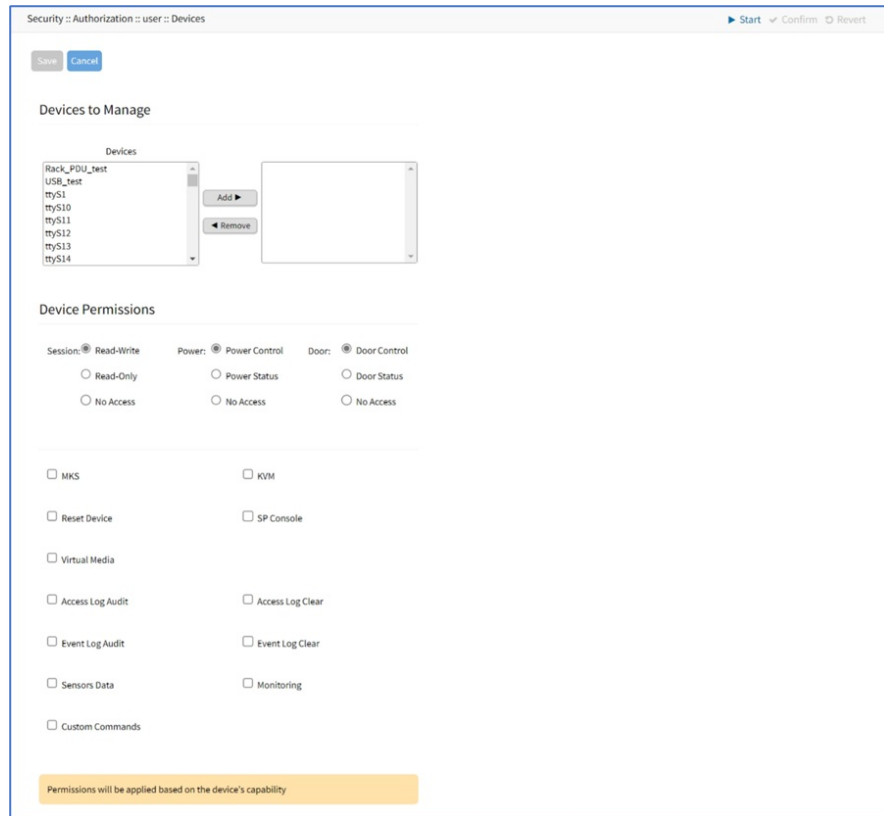 Security :: Authorization :: user :: Devices
Start Confirm Revert
Save Cancel
Devices to Manage
Devices
Rack_PDU_test
USB_test
ttyS1
ttyS10
ttyS11
ttyS12
ttyS13
ttyS14
Add ►
◄ Remove
Device Permissions
Session: Read-Write Power: Power Control Door: Door Control
Read-Only Power Status Door Status
No Access No Access No Access
MKS KVM
Reset Device SP Console
Virtual Media
Access Log Audit Access Log Clear
Event Log Audit Event Log Clear
Sensors Data Monitoring
Custom Commands
Permissions will be applied based on the device's capability